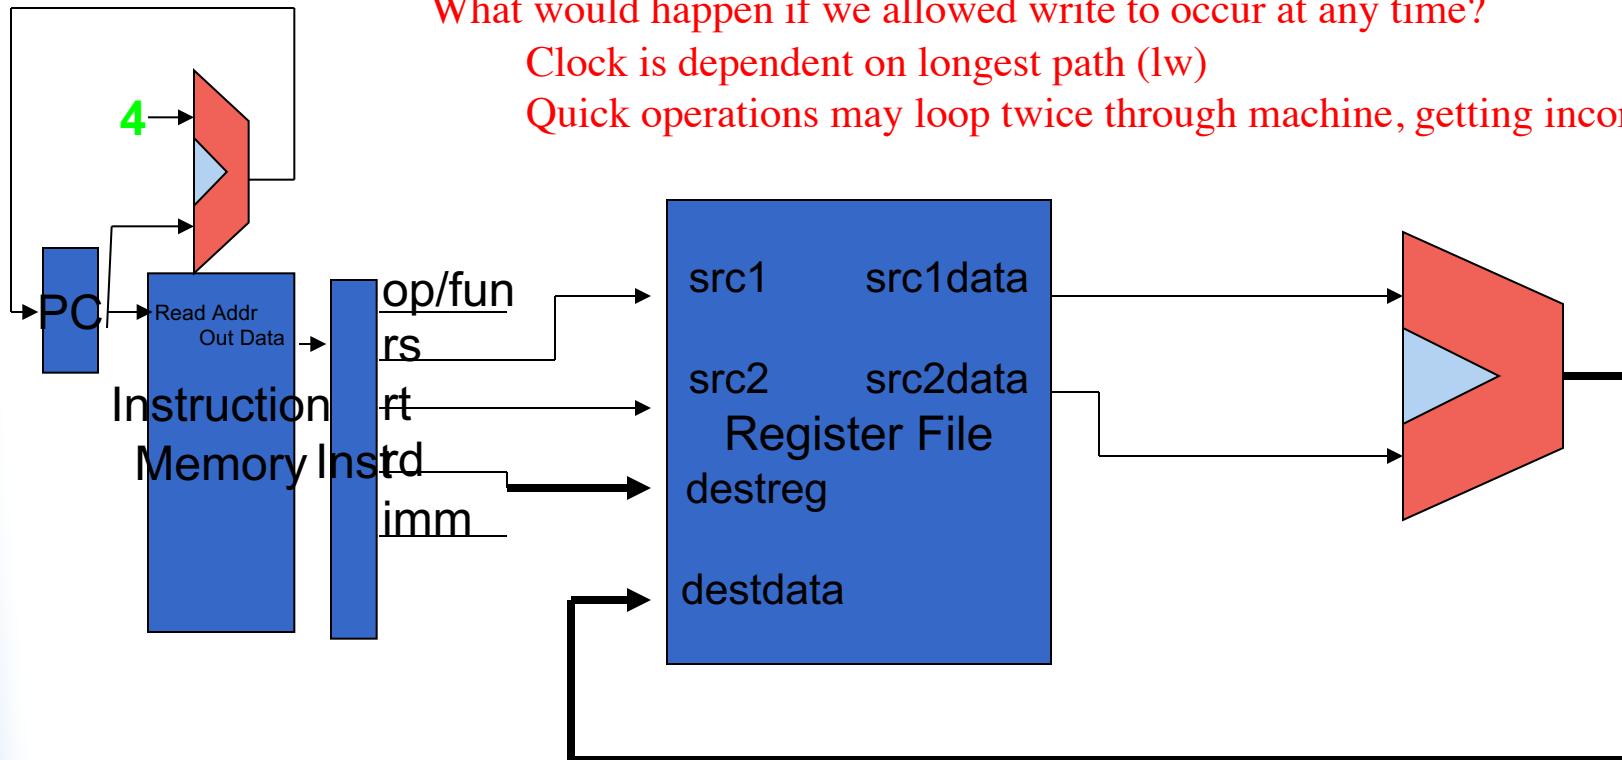 What would happen if we allowed write to occur at any time?
Clock is dependent on longest path (lw)
Quick operations may loop twice through machine, getting
4
PC
Read Addr
Out Data
Instruction
Memory
Inst
op/fun
rs
rt
rd
imm
src1
src1data
src2
src2data
Register File
destreg
destdata